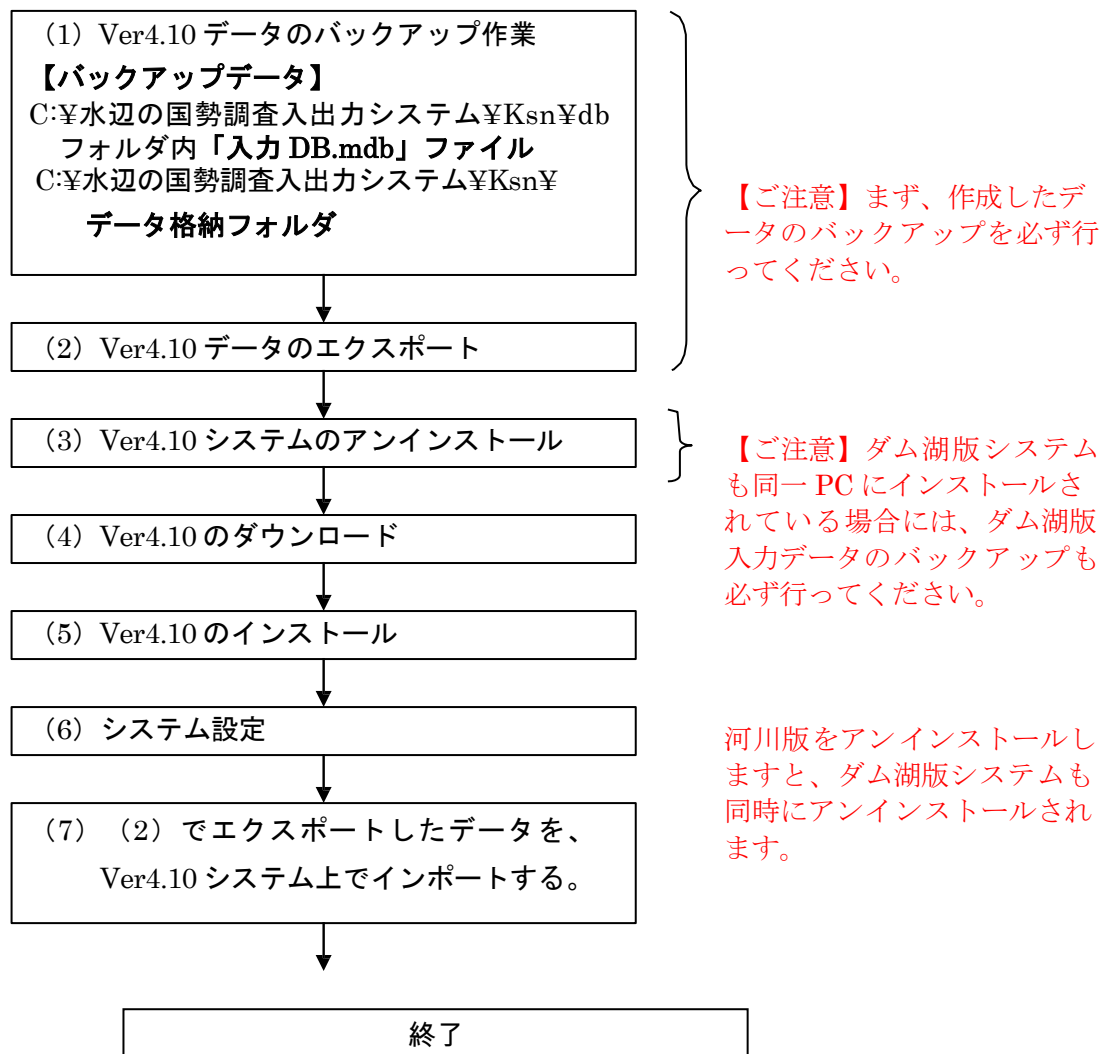 （1）Ver4.10 データのバックアップ作業
【バックアップデータ】
C:¥水辺の国勢調査入出力システム¥Ksn¥db
フォルダ内「入力 DB.mdb」ファイル
C:¥水辺の国勢調査入出力システム¥Ksn¥
データ格納フォルダ
【ご注意】まず、作成したデ
ータのバックアップを必ず行
ってください。
（2）Ver4.10 データのエクスポート
（3）Ver4.10 システムのアンインストール
【ご注意】ダム湖版システム
も同一 PC にインストールさ
れている場合には、ダム湖版
入力データのバックアップも
必ず行ってください。
（4）Ver4.10 のダウンロード
（5）Ver4.10 のインストール
（6）システム設定
河川版をアンインストールし
ますと、ダム湖版システムも
同時にアンインストールされ
ます。
（7）（2）でエクスポートしたデータを、
Ver4.10 システム上でインポートする。
終了